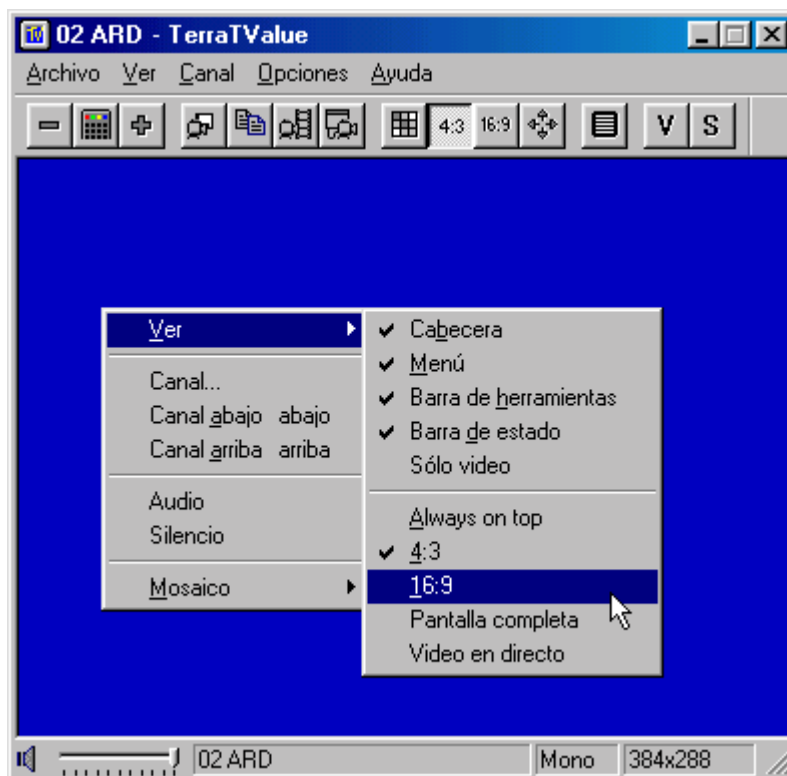 02 ARD - TerraTValue
Archivo Ver Canal Opciones Ayuda
4:3 16:9 V S
Ver
Canal...
Canal abajo abajo
Canal arriba arriba
Audio
Silencio
Mosaico
Cabecera
Menú
Barra de herramientas
Barra de estado
Sólo video
Always on top
4:3
16:9
Pantalla completa
Video en directo
02 ARD Mono 384x288